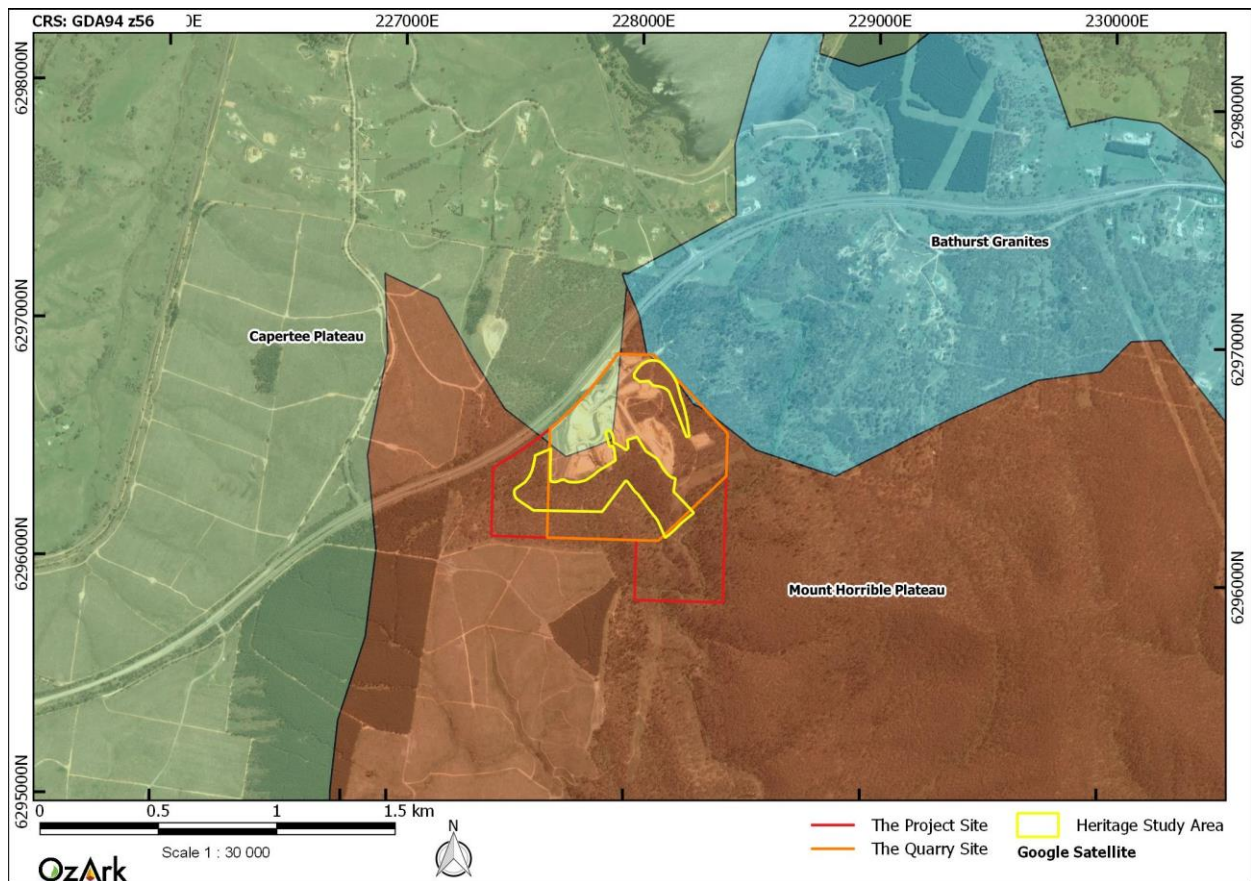 CRS: GDA94 z56
0E
227000E
228000E
229000E
230000E
6298000N
6298000N
6297000N
6297000N
6296000N
6296000N
6295000N
Bathurst Granites
Capertee Plateau
Mount Horrible Plateau
0 0.5 1 1.5 km
Scale 1 : 30 000
N
OzArk
The Project Site
The Quarry Site
Heritage Study Area
Google Satellite